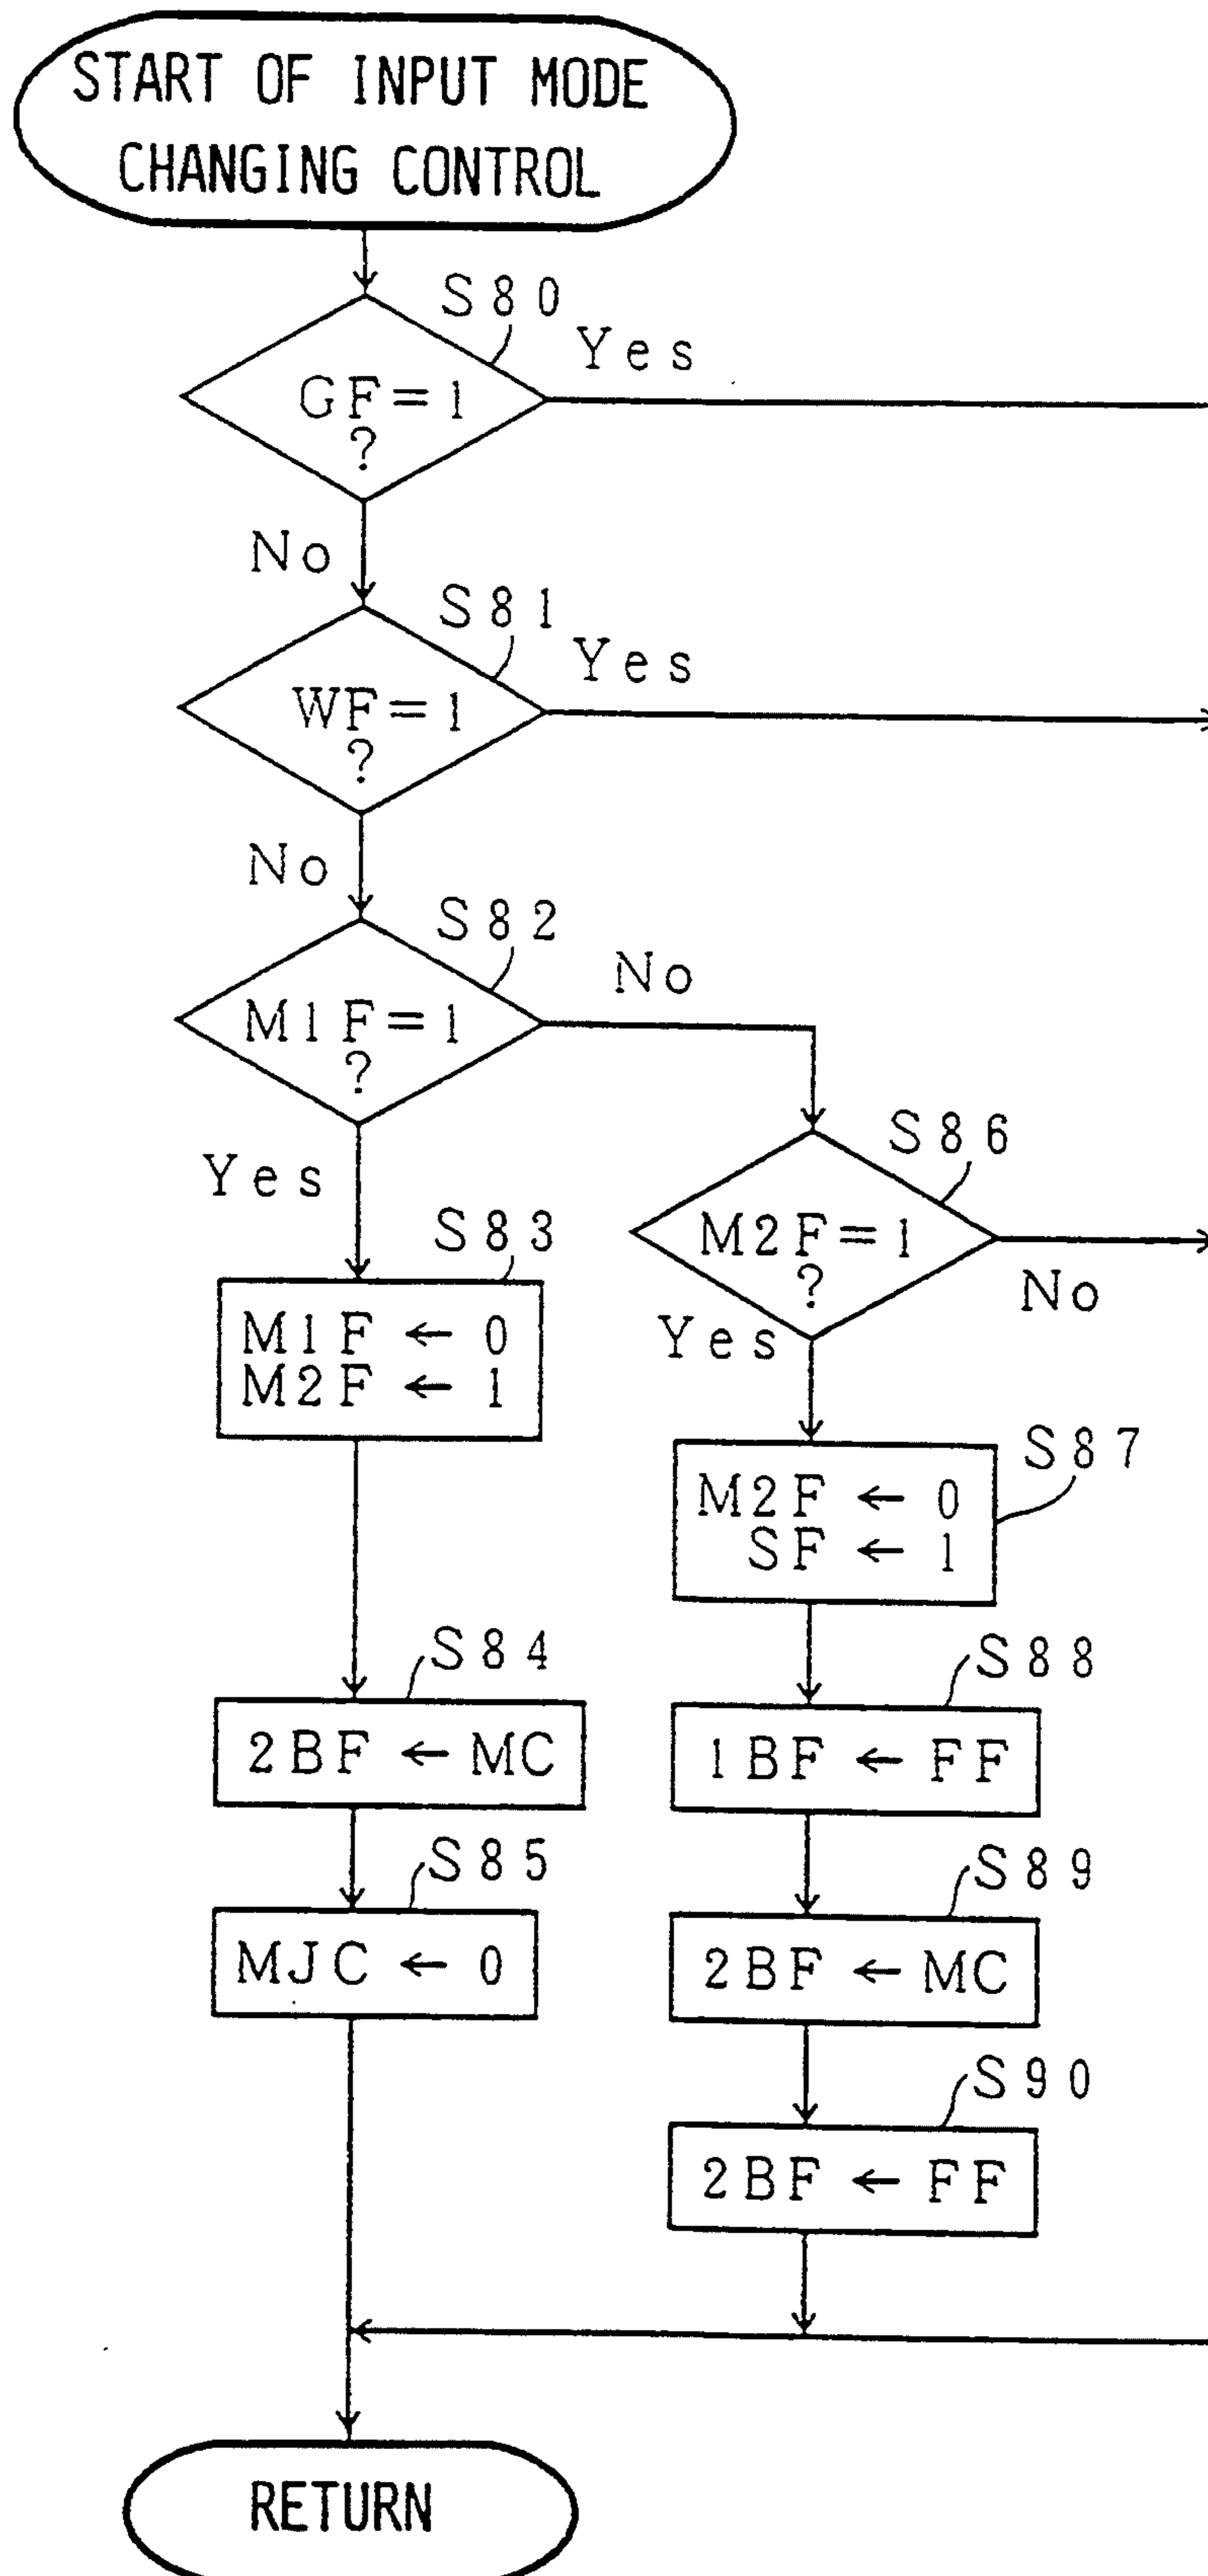 START OF INPUT MODE
CHANGING CONTROL
S80
Yes
GF=1
?
No
S81
Yes
WF=1
?
No
S82
No
M1F=1
?
Yes
S86
M2F=1
?
No
Yes
S83
M1F ← 0
M2F ← 1
S87
M2F ← 0
SF ← 1
S84
2BF ← MC
S88
1BF ← FF
S85
MJC ← 0
S89
2BF ← MC
S90
2BF ← FF
RETURN